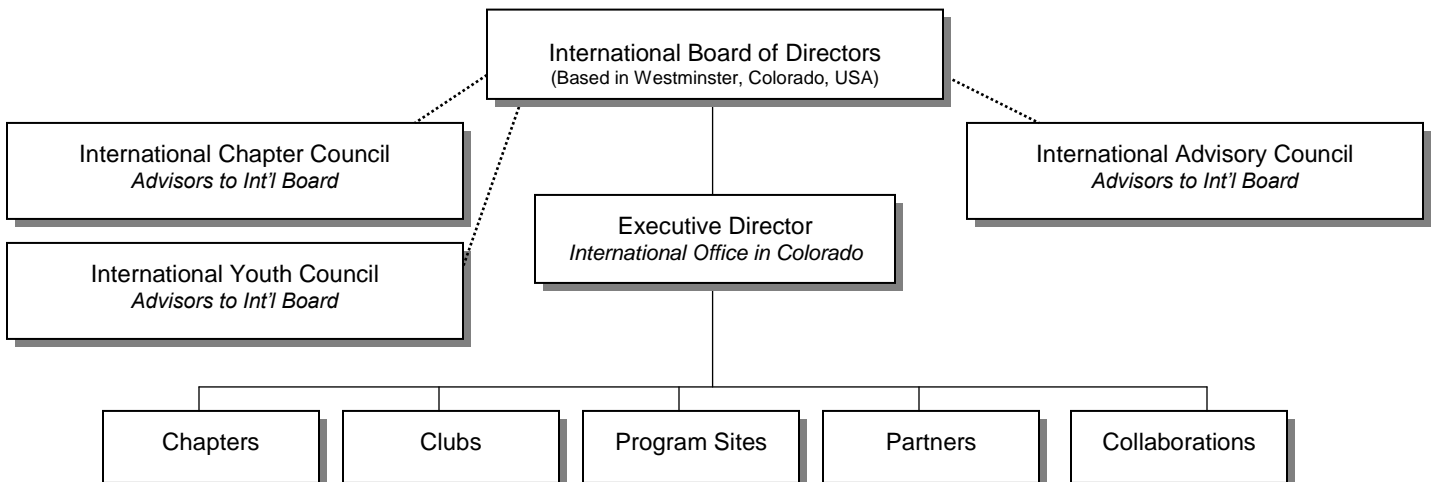 International Board of Directors
(Based in Westminster, Colorado, USA)
International Chapter Council
Advisors to Int'l Board
International Advisory Council
Advisors to Int'l Board
Executive Director
International Office in Colorado
International Youth Council
Advisors to Int'l Board
Chapters
Clubs
Program Sites
Partners
Collaborations